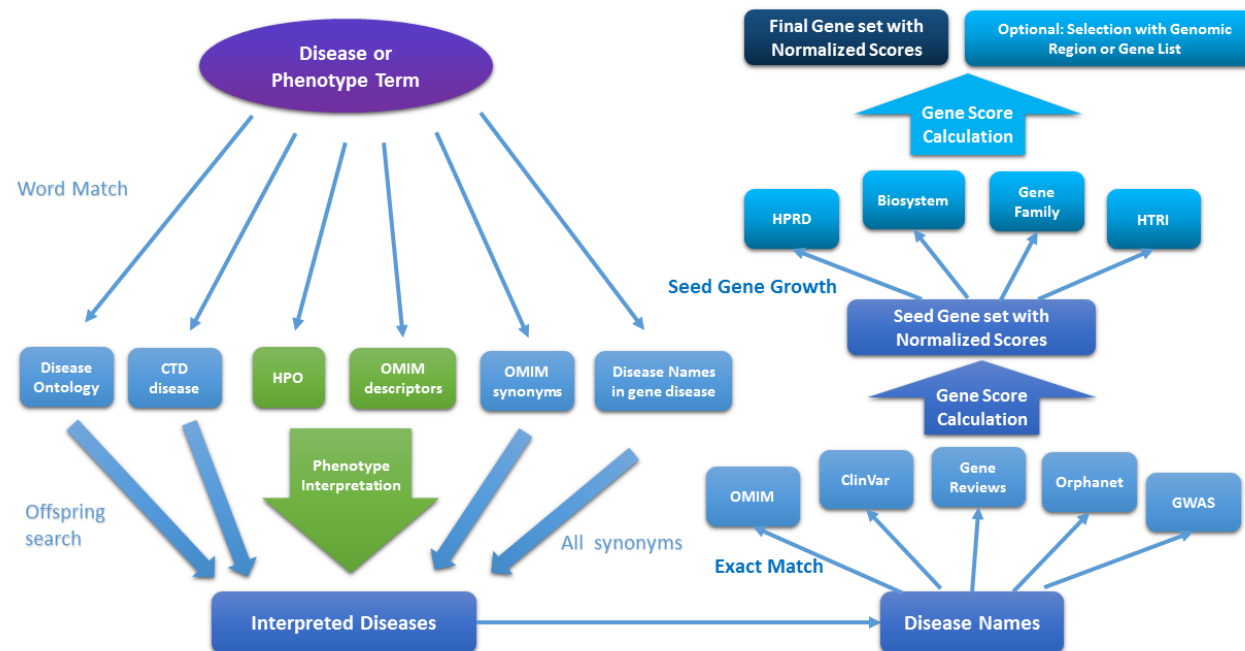 Disease or
Phenotype Term
Word Match
Disease
Ontology
CTD
disease
HPO
OMIM
descriptors
OMIM
synonyms
Disease Names
in gene disease
Phenotype
Interpretation
Offspring
search
All synonyms
Interpreted Diseases
Final Gene set with
Normalized Scores
Optional: Selection with Genomic
Region or Gene List
Gene Score
Calculation
HPRD
Biosystem
Gene
Family
HTRI
Seed Gene Growth
Seed Gene set with
Normalized Scores
Gene Score
Calculation
OMIM
ClinVar
Gene
Reviews
Orphanet
GWAS
Exact Match
Disease Names